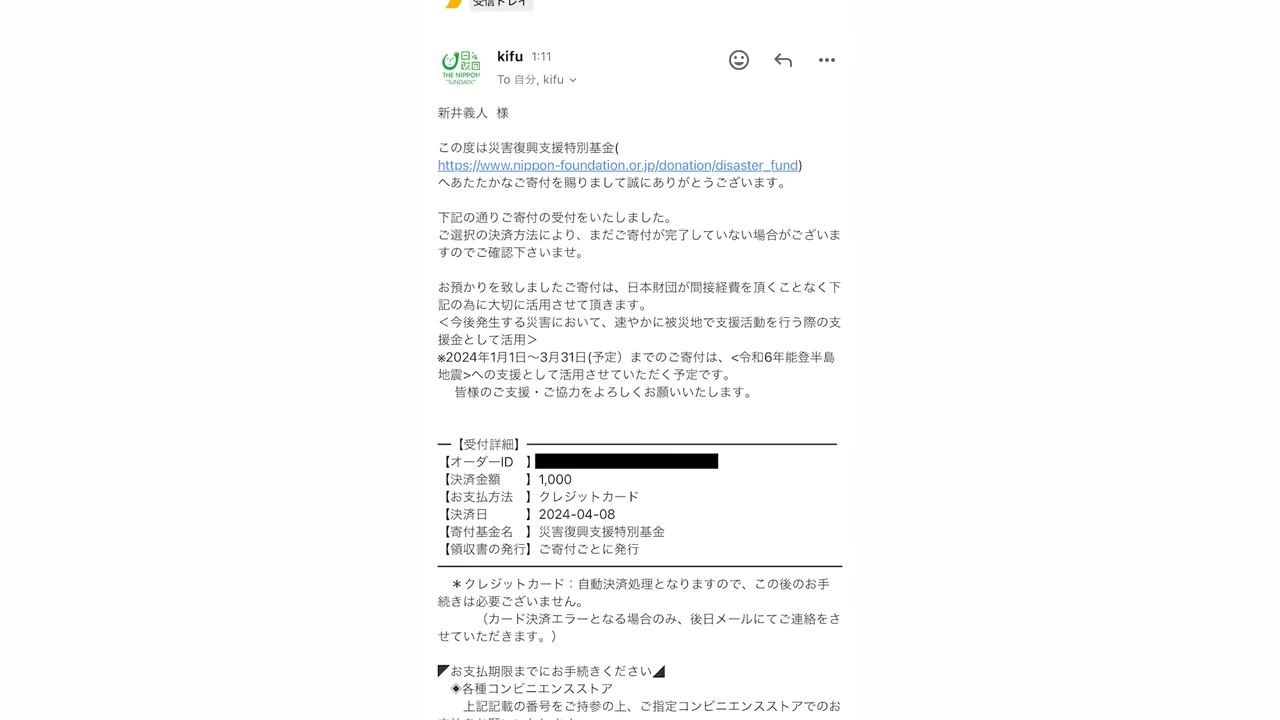 受信トレイ
日本財団
THE NIPPON
FOUNDATION
kifu 1:11
To 自分, kifu
新井義人 様
この度は災害復興支援特別基金(
https://www.nippon-foundation.or.jp/donation/disaster_fund)
へあたたかなご寄付を賜りまして誠にありがとうございます。
下記の通りご寄付の受付をいたしました。
ご選択の決済方法により、まだご寄付が完了していない場合がございま
すのでご確認下さいませ。
お預かりを致しましたご寄付は、日本財団が間接経費を頂くことなく下
記の為に大切に活用させて頂きます。
＜今後発生する災害において、速やかに被災地で支援活動を行う際の支
援金として活用＞
※2024年1月1日～3月31日(予定）までのご寄付は、<令和6年能登半島
地震>への支援として活用させていただく予定です。
皆様のご支援・ご協力をよろしくお願いいたします。
━【受付詳細】━━━━━━━━━━━━━━━━━━
【オーダーID 】
【決済金額 】1,000
【お支払方法 】クレジットカード
【決済日 】2024-04-08
【寄付基金名 】災害復興支援特別基金
【領収書の発行】ご寄付ごとに発行
━━━━━━━━━━━━━━━━━━━━━━━
＊クレジットカード：自動決済処理となりますので、この後のお手
続きは必要ございません。
（カード決済エラーとなる場合のみ、後日メールにてご連絡をさ
せていただきます。）
◤お支払期限までにお手続きください◢
◈各種コンビニエンスストア
上記記載の番号をご持参の上、ご指定コンビニエンスストアでのお